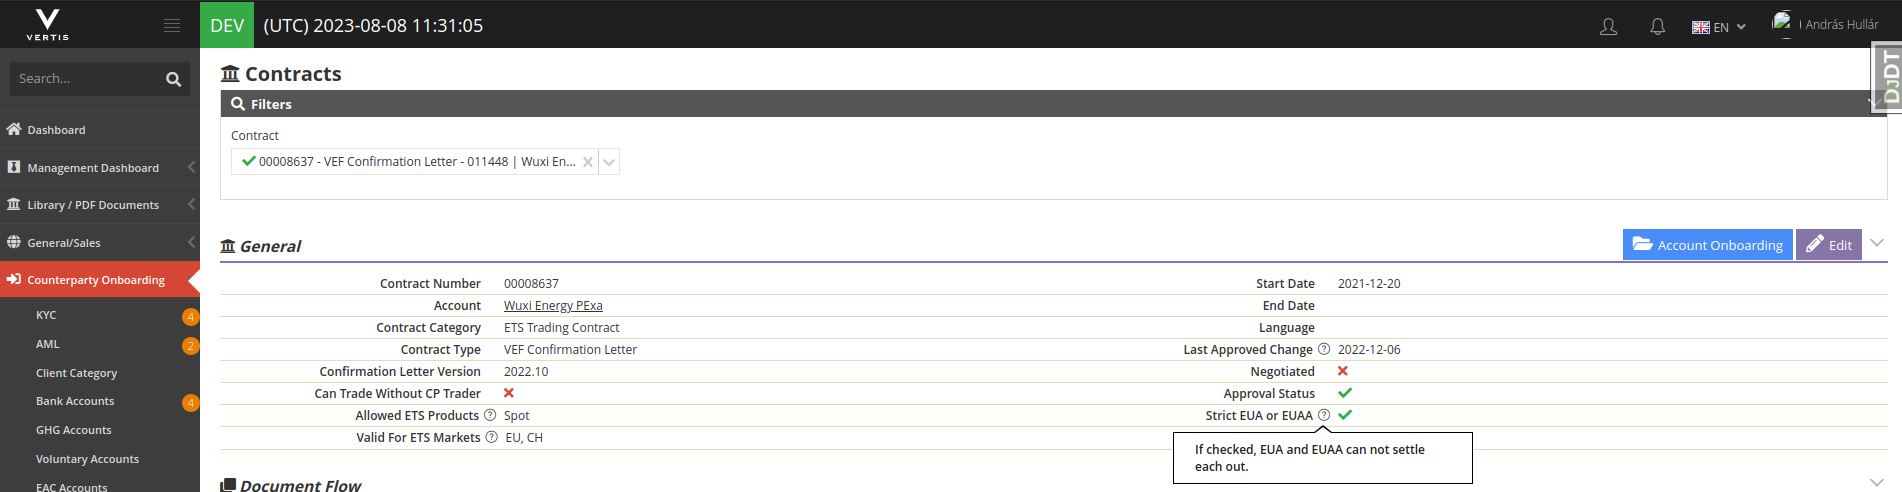 VERTIS
DEV
(UTC) 2023-08-08 11:31:05
EN
András Hullár
DJDT
Search...
Dashboard
Management Dashboard
Library / PDF Documents
General/Sales
Counterparty Onboarding
KYC 4
AML 2
Client Category
Bank Accounts 4
GHG Accounts
Voluntary Accounts
EAC Accounts
Contracts
Filters
Contract
00008637 - VEF Confirmation Letter - 011448 | Wuxi En...
General
Account Onboarding
Edit
Contract Number 00008637
Account Wuxi Energy PExa
Contract Category ETS Trading Contract
Contract Type VEF Confirmation Letter
Confirmation Letter Version 2022.10
Can Trade Without CP Trader
Allowed ETS Products ? Spot
Valid For ETS Markets ? EU, CH
Start Date 2021-12-20
End Date
Language
Last Approved Change ? 2022-12-06
Negotiated
Approval Status
Strict EUA or EUAA ?
If checked, EUA and EUAA can not settle
each out.
Document Flow